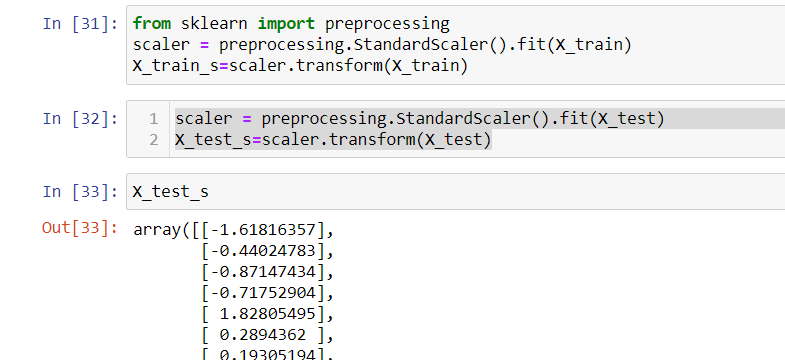 In [31]: from sklearn import preprocessing
scaler = preprocessing.StandardScaler().fit(X_train)
X_train_s=scaler.transform(X_train)
In [32]: 1 scaler = preprocessing.StandardScaler().fit(X_test)
2 X_test_s=scaler.transform(X_test)
In [33]: X_test_s
Out[33]: array([[-1.61816357],
[-0.44024783],
[-0.87147434],
[-0.71752904],
[ 1.82805495],
[ 0.2894362 ],
[ 0.19305194],